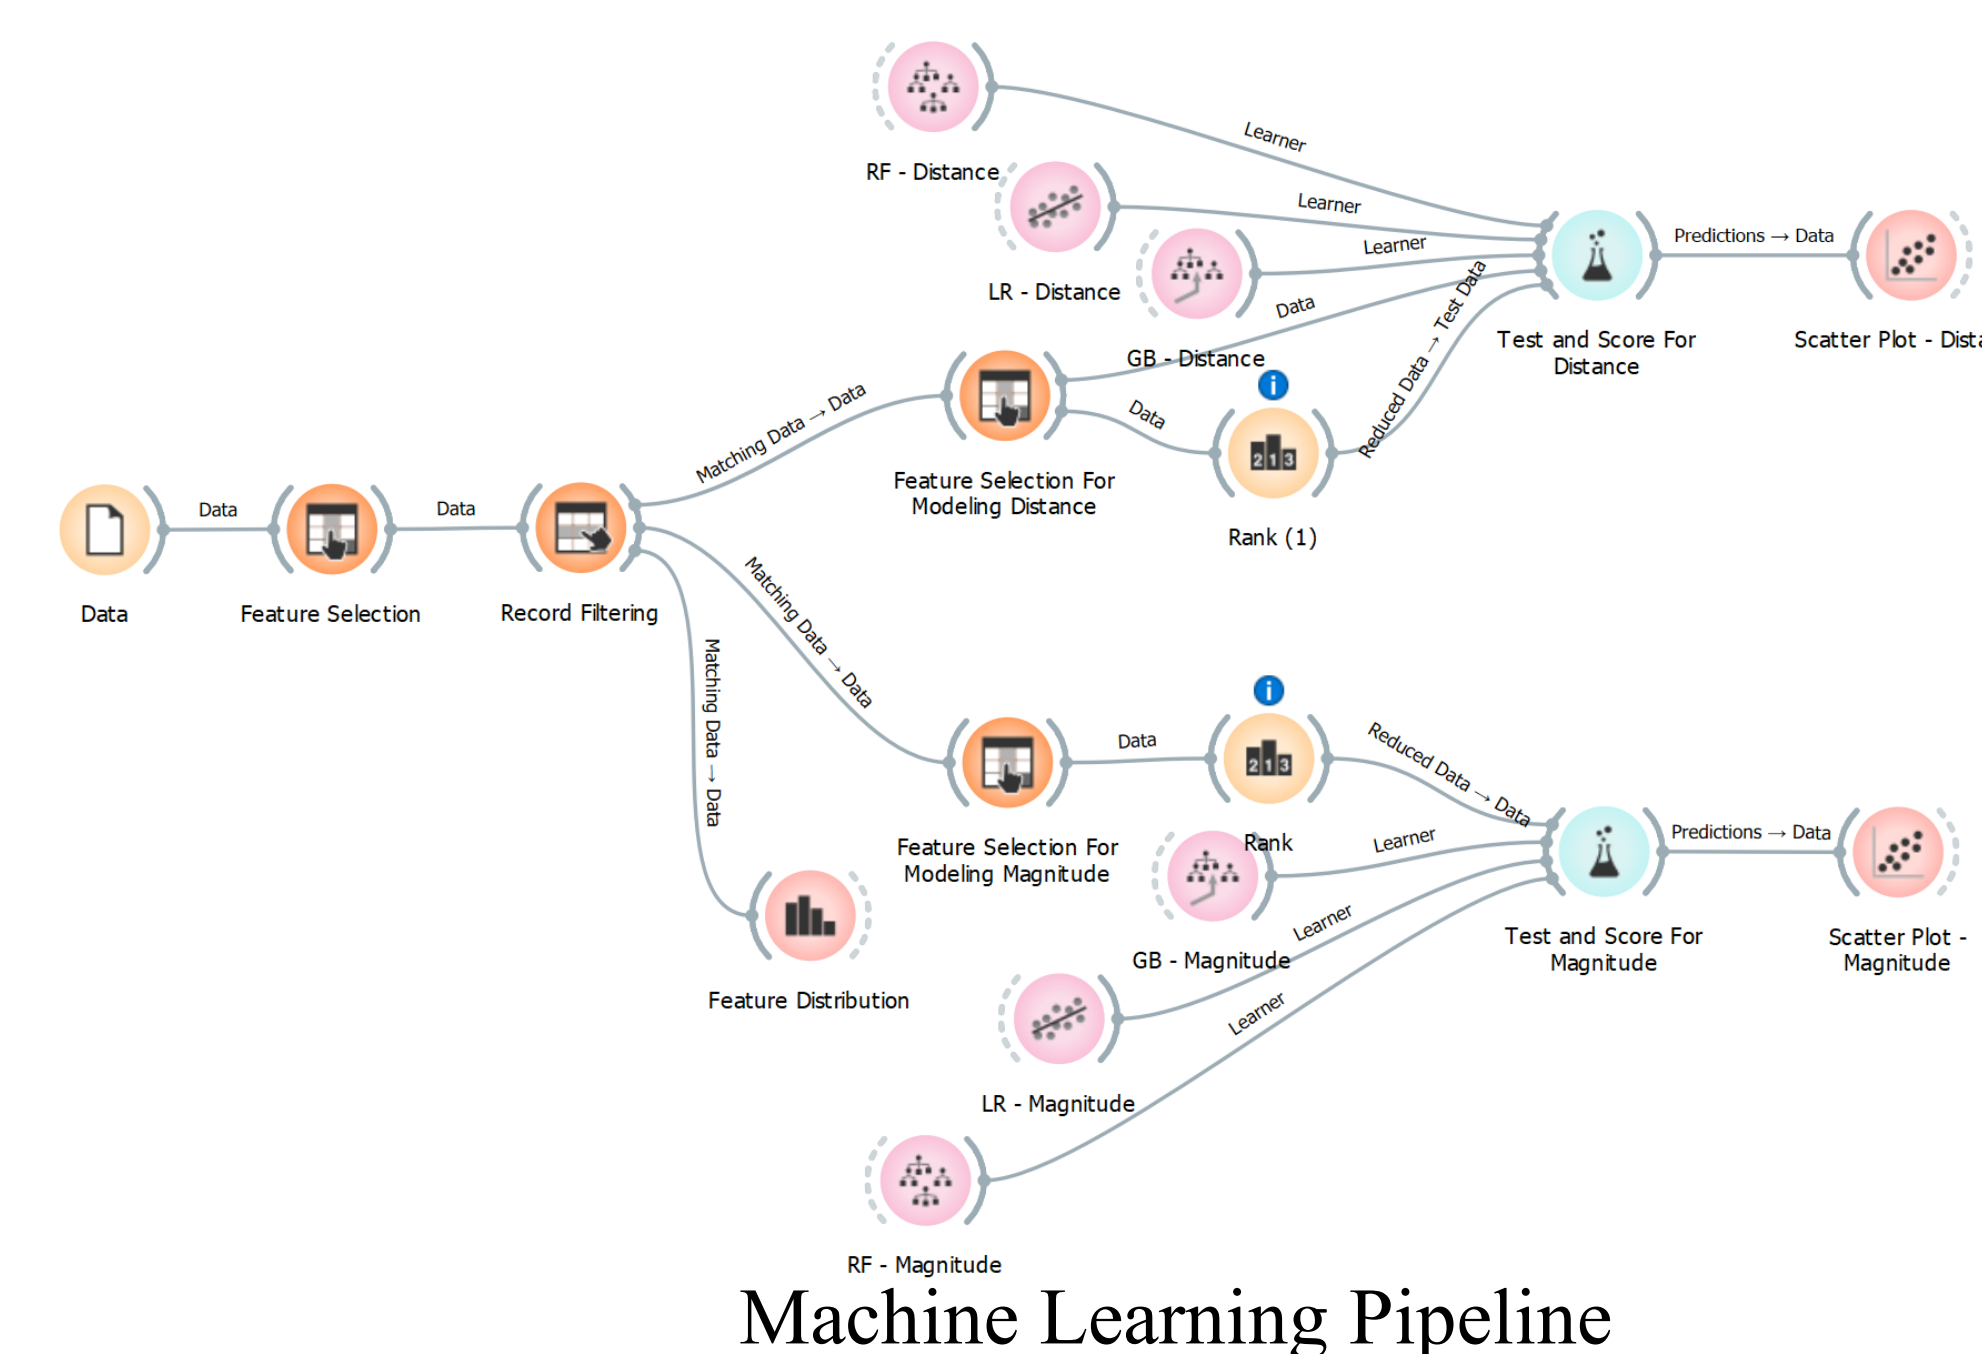 Learner
RF - Distance
Learner
Learner
Predictions → Data
LR - Distance
Data
Reduced Data → Test Data
Test and Score For
Distance
Scatter Plot - Dista
GB - Distance
Matching Data → Data
Data
Feature Selection For
Modeling Distance
213
Rank (1)
Data
Data
Data
Feature Selection
Record Filtering
Matching Data → Data
Matching Data → Data
Data
213
Reduced Data → Data
Rank
Feature Selection For
Modeling Magnitude
Learner
Predictions → Data
Learner
GB - Magnitude
Test and Score For
Magnitude
Scatter Plot -
Magnitude
Feature Distribution
Learner
LR - Magnitude
RF - Magnitude
Machine Learning Pipeline